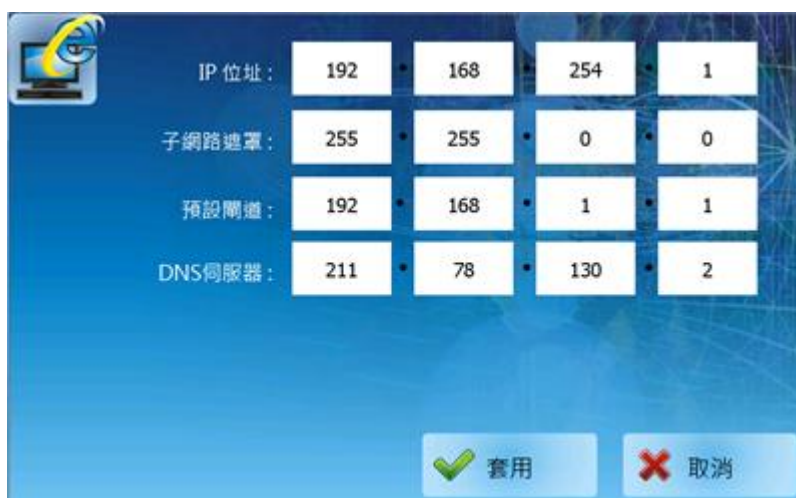 IP 位址 : 192 • 168 • 254 • 1
子網路遮罩 : 255 • 255 • 0 • 0
預設閘道 : 192 • 168 • 1 • 1
DNS伺服器 : 211 • 78 • 130 • 2
套用 取消